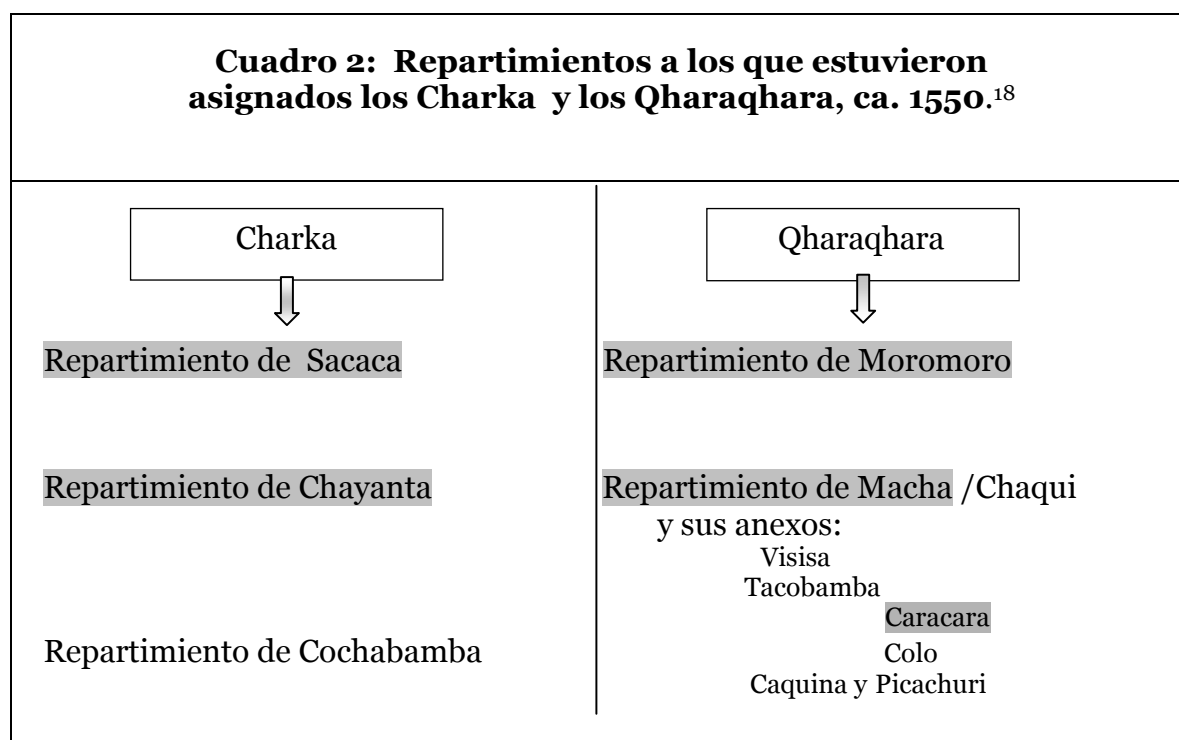 Cuadro 2: Repartimientos a los que estuvieron
asignados los Charka y los Qharaqhara, ca. 1550.18
Charka
Repartimiento de Sacaca
Repartimiento de Chayanta
Repartimiento de Cochabamba
Qharaqhara
Repartimiento de Moromoro
Repartimiento de Macha /Chaqui
y sus anexos:
Visisa
Tacobamba
Caracara
Colo
Caquina y Picachuri